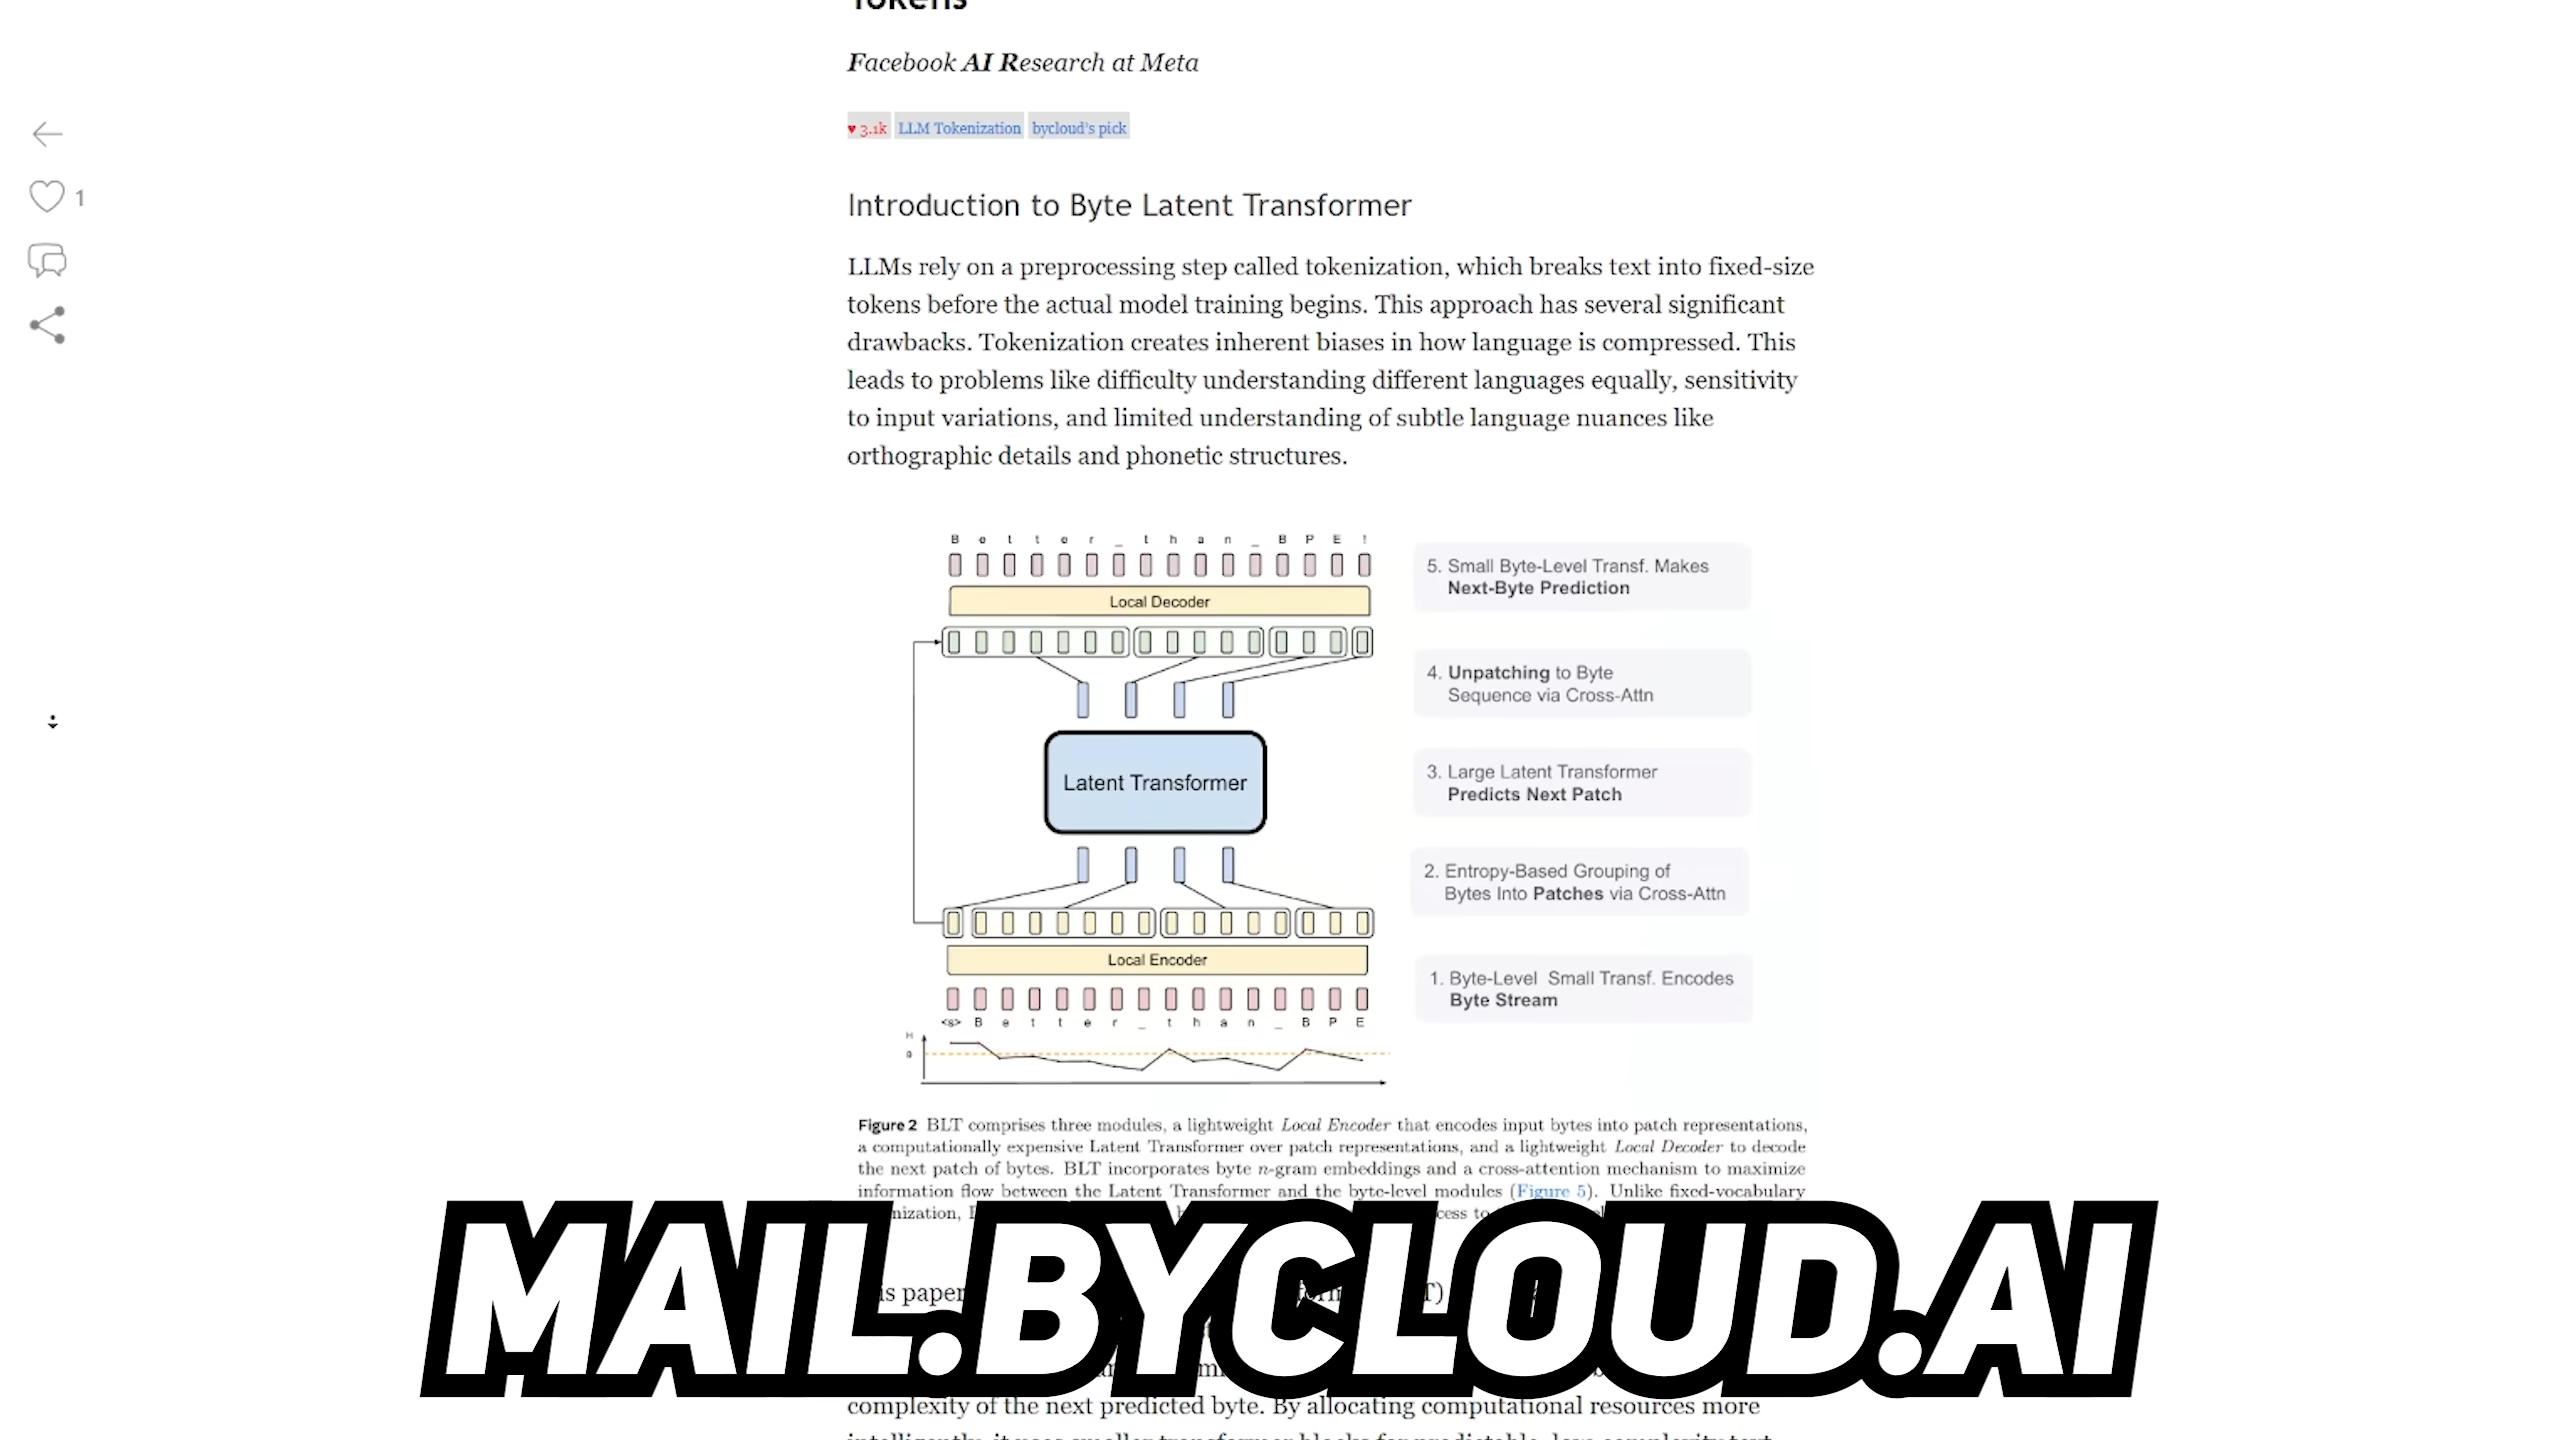 Tokens
Facebook AI Research at Meta
♥ 3.1k LLM Tokenization bycloud's pick
1
Introduction to Byte Latent Transformer
LLMs rely on a preprocessing step called tokenization, which breaks text into fixed-size
tokens before the actual model training begins. This approach has several significant
drawbacks. Tokenization creates inherent biases in how language is compressed. This
leads to problems like difficulty understanding different languages equally, sensitivity
to input variations, and limited understanding of subtle language nuances like
orthographic details and phonetic structures.
B e t t e r _ t h a n _ B P E !
Local Decoder
5. Small Byte-Level Transf. Makes
Next-Byte Prediction
4. Unpatching to Byte
Sequence via Cross-Attn
Latent Transformer
3. Large Latent Transformer
Predicts Next Patch
2. Entropy-Based Grouping of
Bytes Into Patches via Cross-Attn
Local Encoder
1. Byte-Level Small Transf. Encodes
Byte Stream
<s> B e t t e r _ t h a n _ B P E
H
Figure 2 BLT comprises three modules, a lightweight Local Encoder that encodes input bytes into patch representations,
a computationally expensive Latent Transformer over patch representations, and a lightweight Local Decoder to decode
the next patch of bytes. BLT incorporates byte n-gram embeddings and a cross-attention mechanism to maximize
information flow between the Latent Transformer and the byte-level modules (Figure 5). Unlike fixed-vocabulary
MAIL.BYCLOUD.AI
paper
complexity of the next predicted byte. By allocating computational resources more